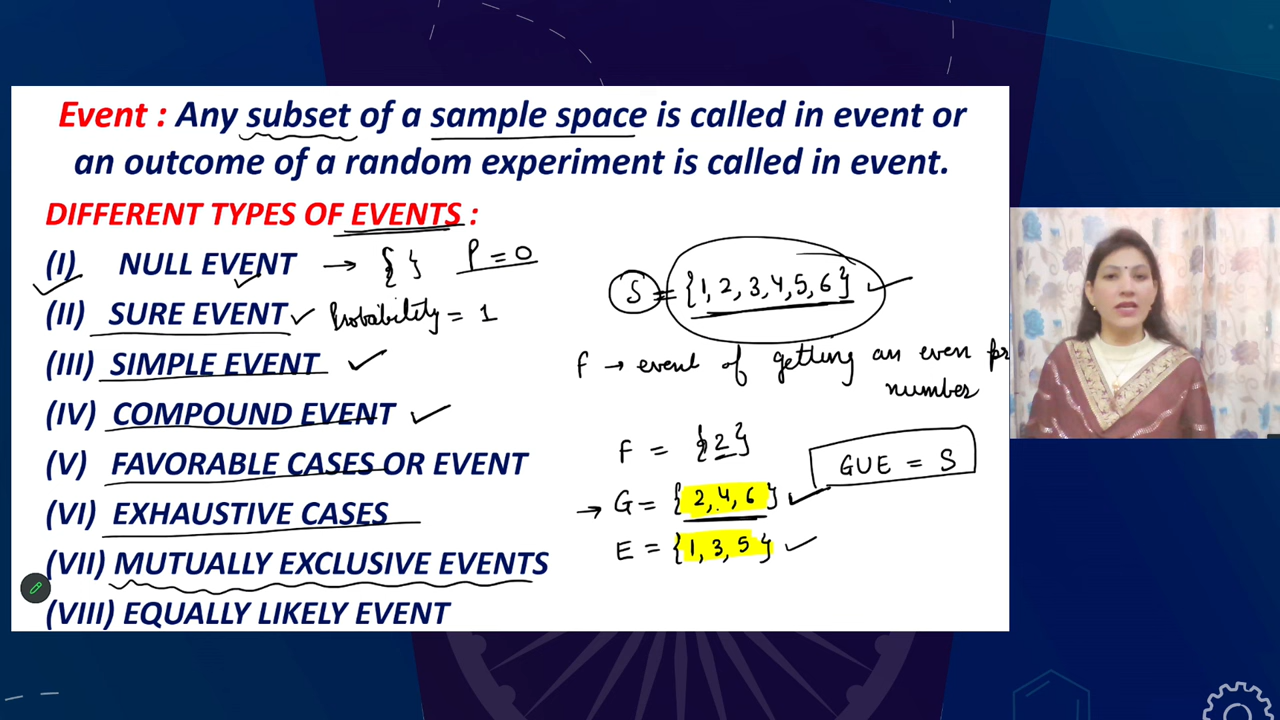 Event : Any subset of a sample space is called in event or
an outcome of a random experiment is called in event.
DIFFERENT TYPES OF EVENTS :
(I) NULL EVENT → { } P = 0
(II) SURE EVENT Probability = 1
(III) SIMPLE EVENT
(IV) COMPOUND EVENT
(V) FAVORABLE CASES OR EVENT
(VI) EXHAUSTIVE CASES
(VII) MUTUALLY EXCLUSIVE EVENTS
(VIII) EQUALLY LIKELY EVENT
S = {1, 2, 3, 4, 5, 6}
F → event of getting an even pr
number
F = {2}
→ G = {2, 4, 6}
E = {1, 3, 5}
GUE = S